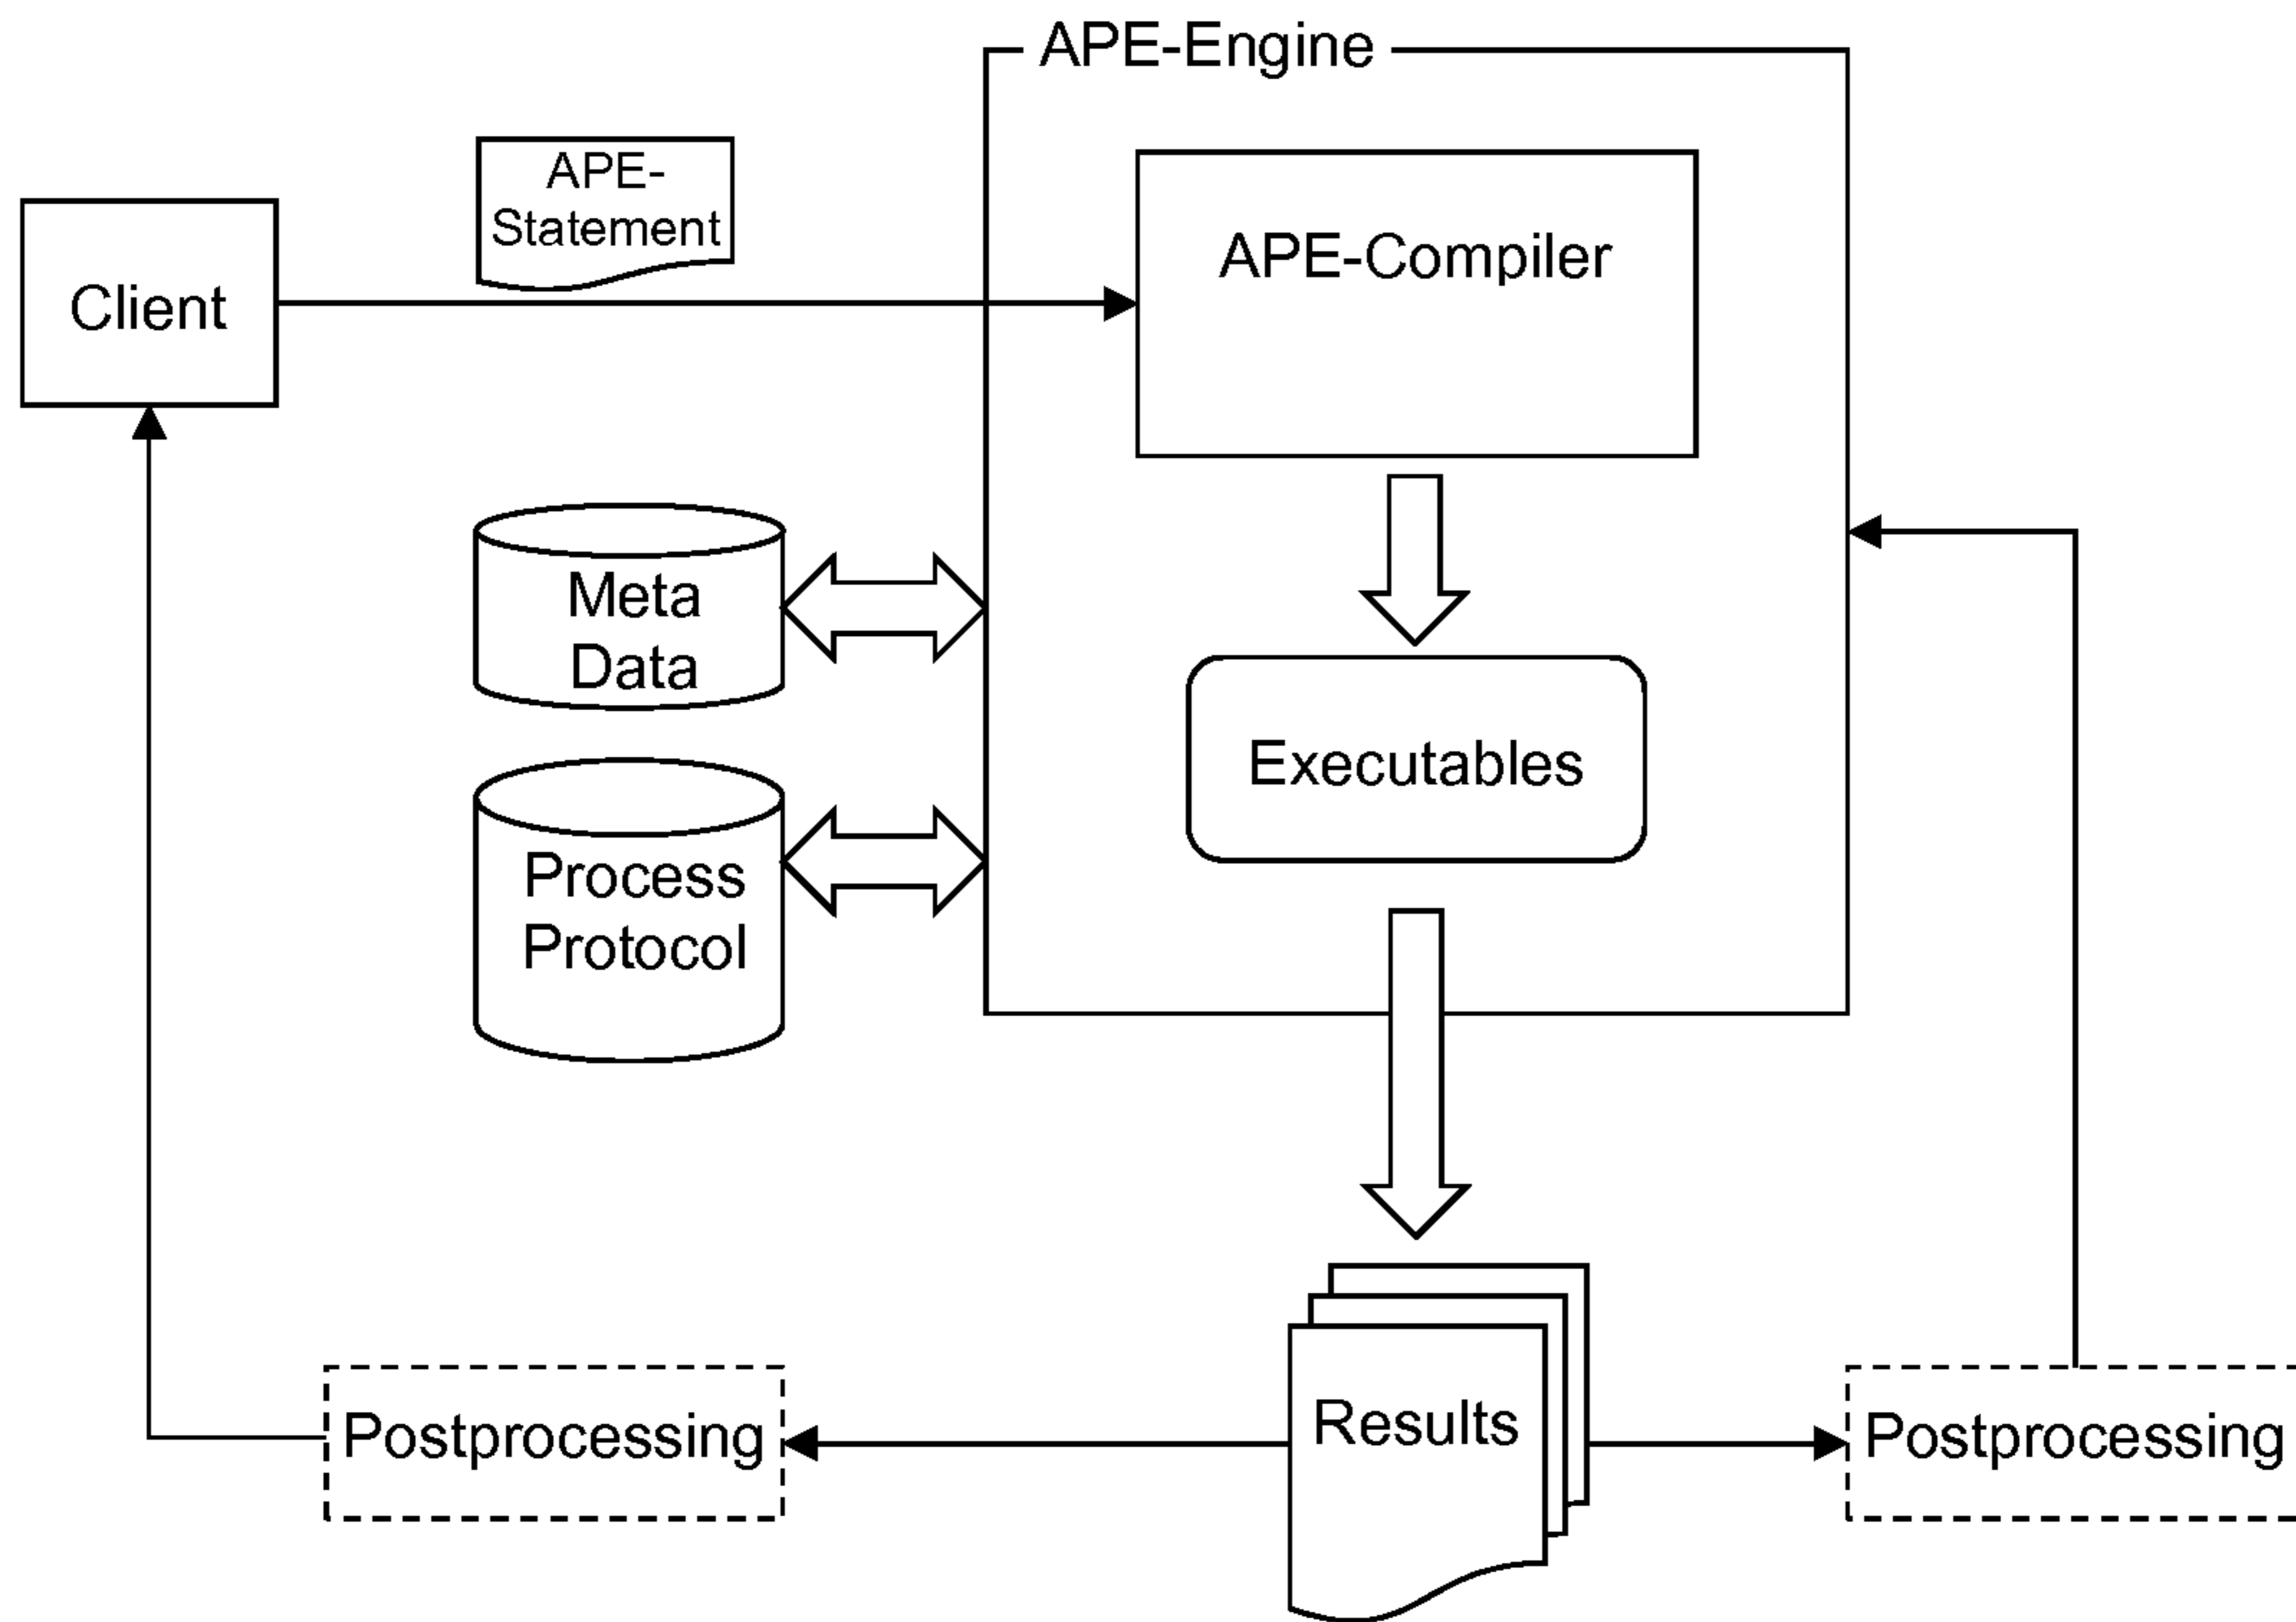 APE-Engine
APE-
Statement
Client
APE-Compiler
Meta
Data
Executables
Process
Protocol
Results
Postprocessing
Postprocessing